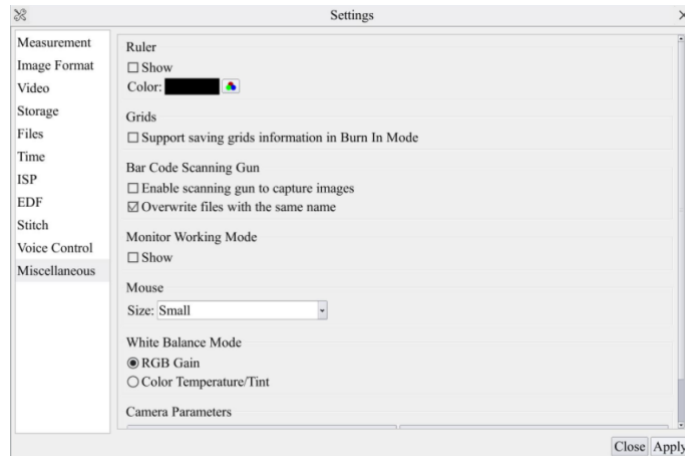 Settings
Measurement
Image Format
Video
Storage
Files
Time
ISP
EDF
Stitch
Voice Control
Miscellaneous
Ruler
Show
Color:
Grids
Support saving grids information in Burn In Mode
Bar Code Scanning Gun
Enable scanning gun to capture images
Overwrite files with the same name
Monitor Working Mode
Show
Mouse
Size: Small
White Balance Mode
RGB Gain
Color Temperature/Tint
Camera Parameters
Close Apply